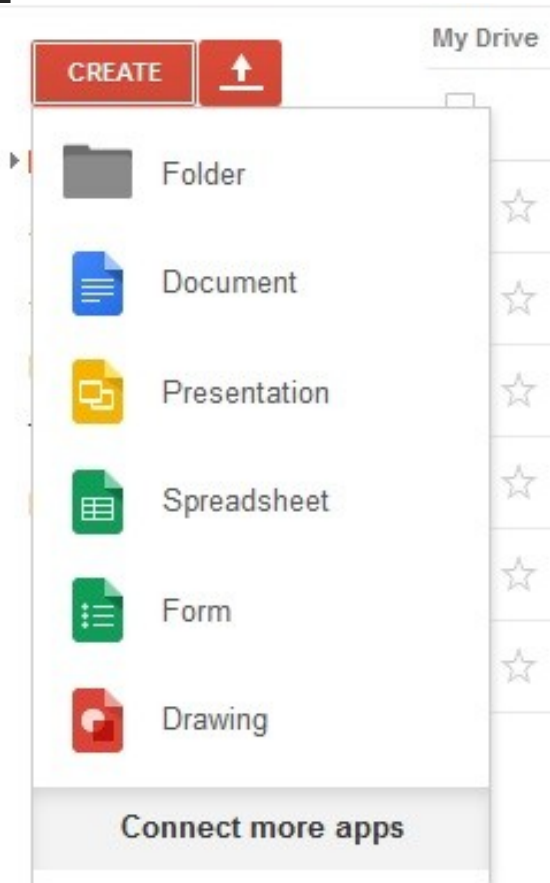 CREATE
My Drive
Folder
Document
Presentation
Spreadsheet
Form
Drawing
Connect more apps